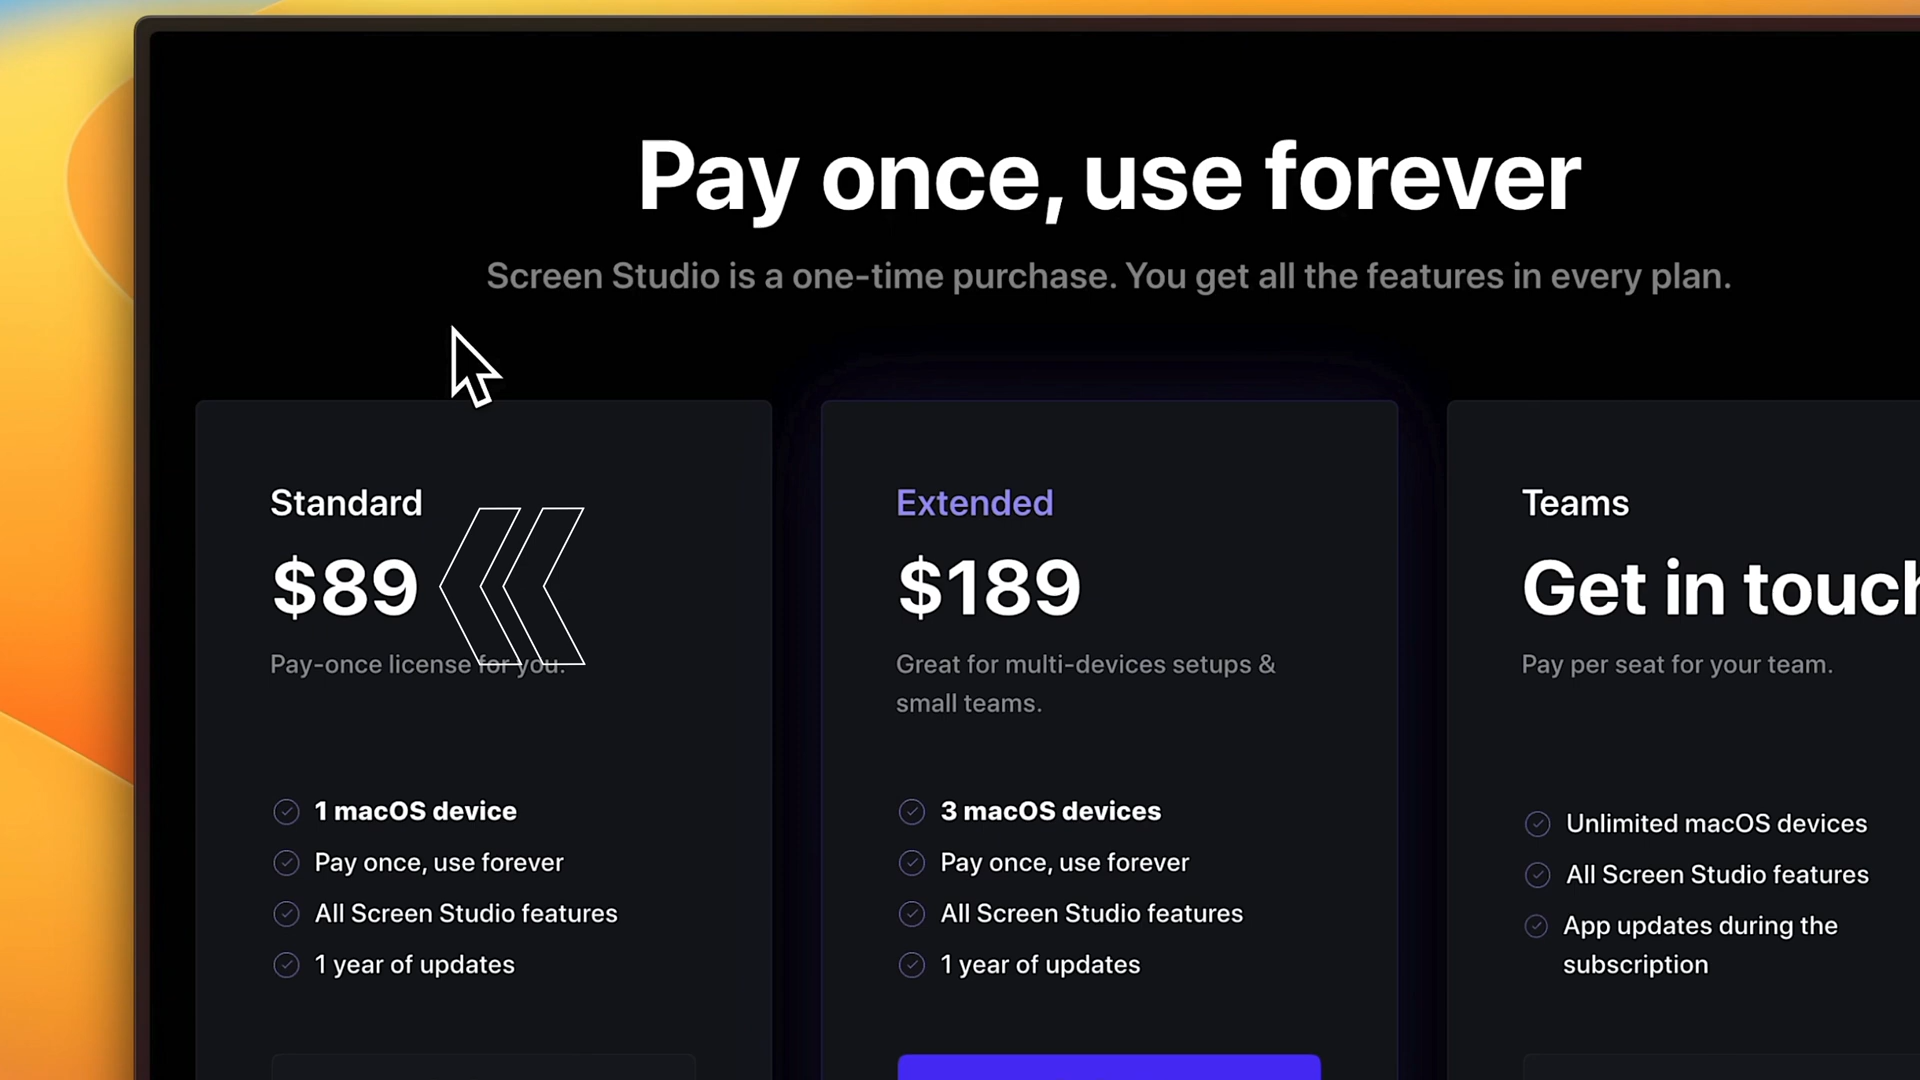 Pay once, use forever
Screen Studio is a one-time purchase. You get all the features in every plan.
Standard
$89
Pay-once license for you.
1 macOS device
Pay once, use forever
All Screen Studio features
1 year of updates
Extended
$189
Great for multi-devices setups &
small teams.
3 macOS devices
Pay once, use forever
All Screen Studio features
1 year of updates
Teams
Get in touch
Pay per seat for your team.
Unlimited macOS devices
All Screen Studio features
App updates during the
subscription